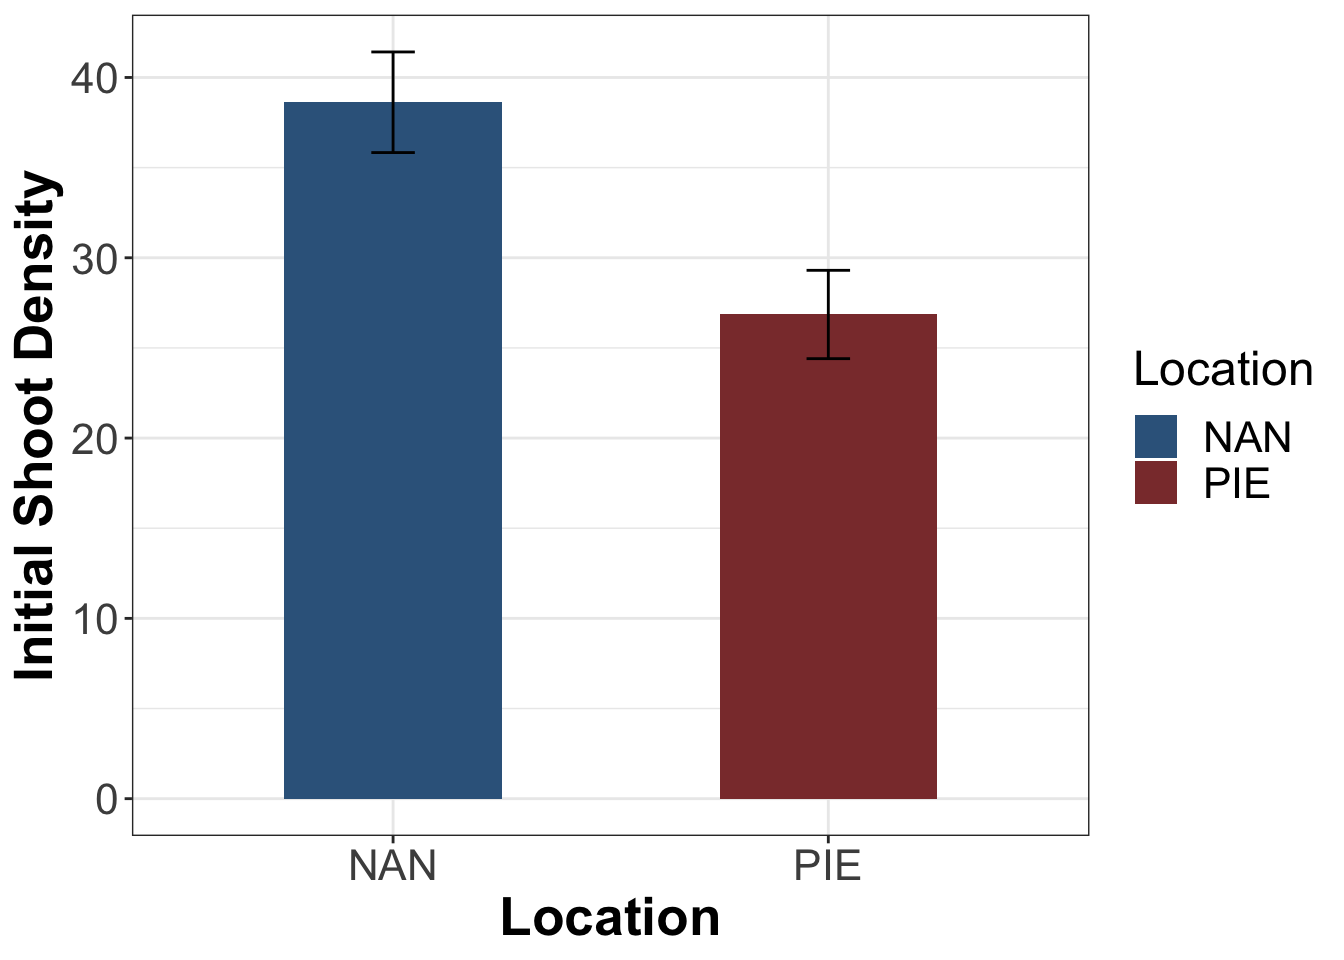 Initial Shoot Density
40
30
20
10
0
NAN
PIE
Location
Location
NAN
PIE